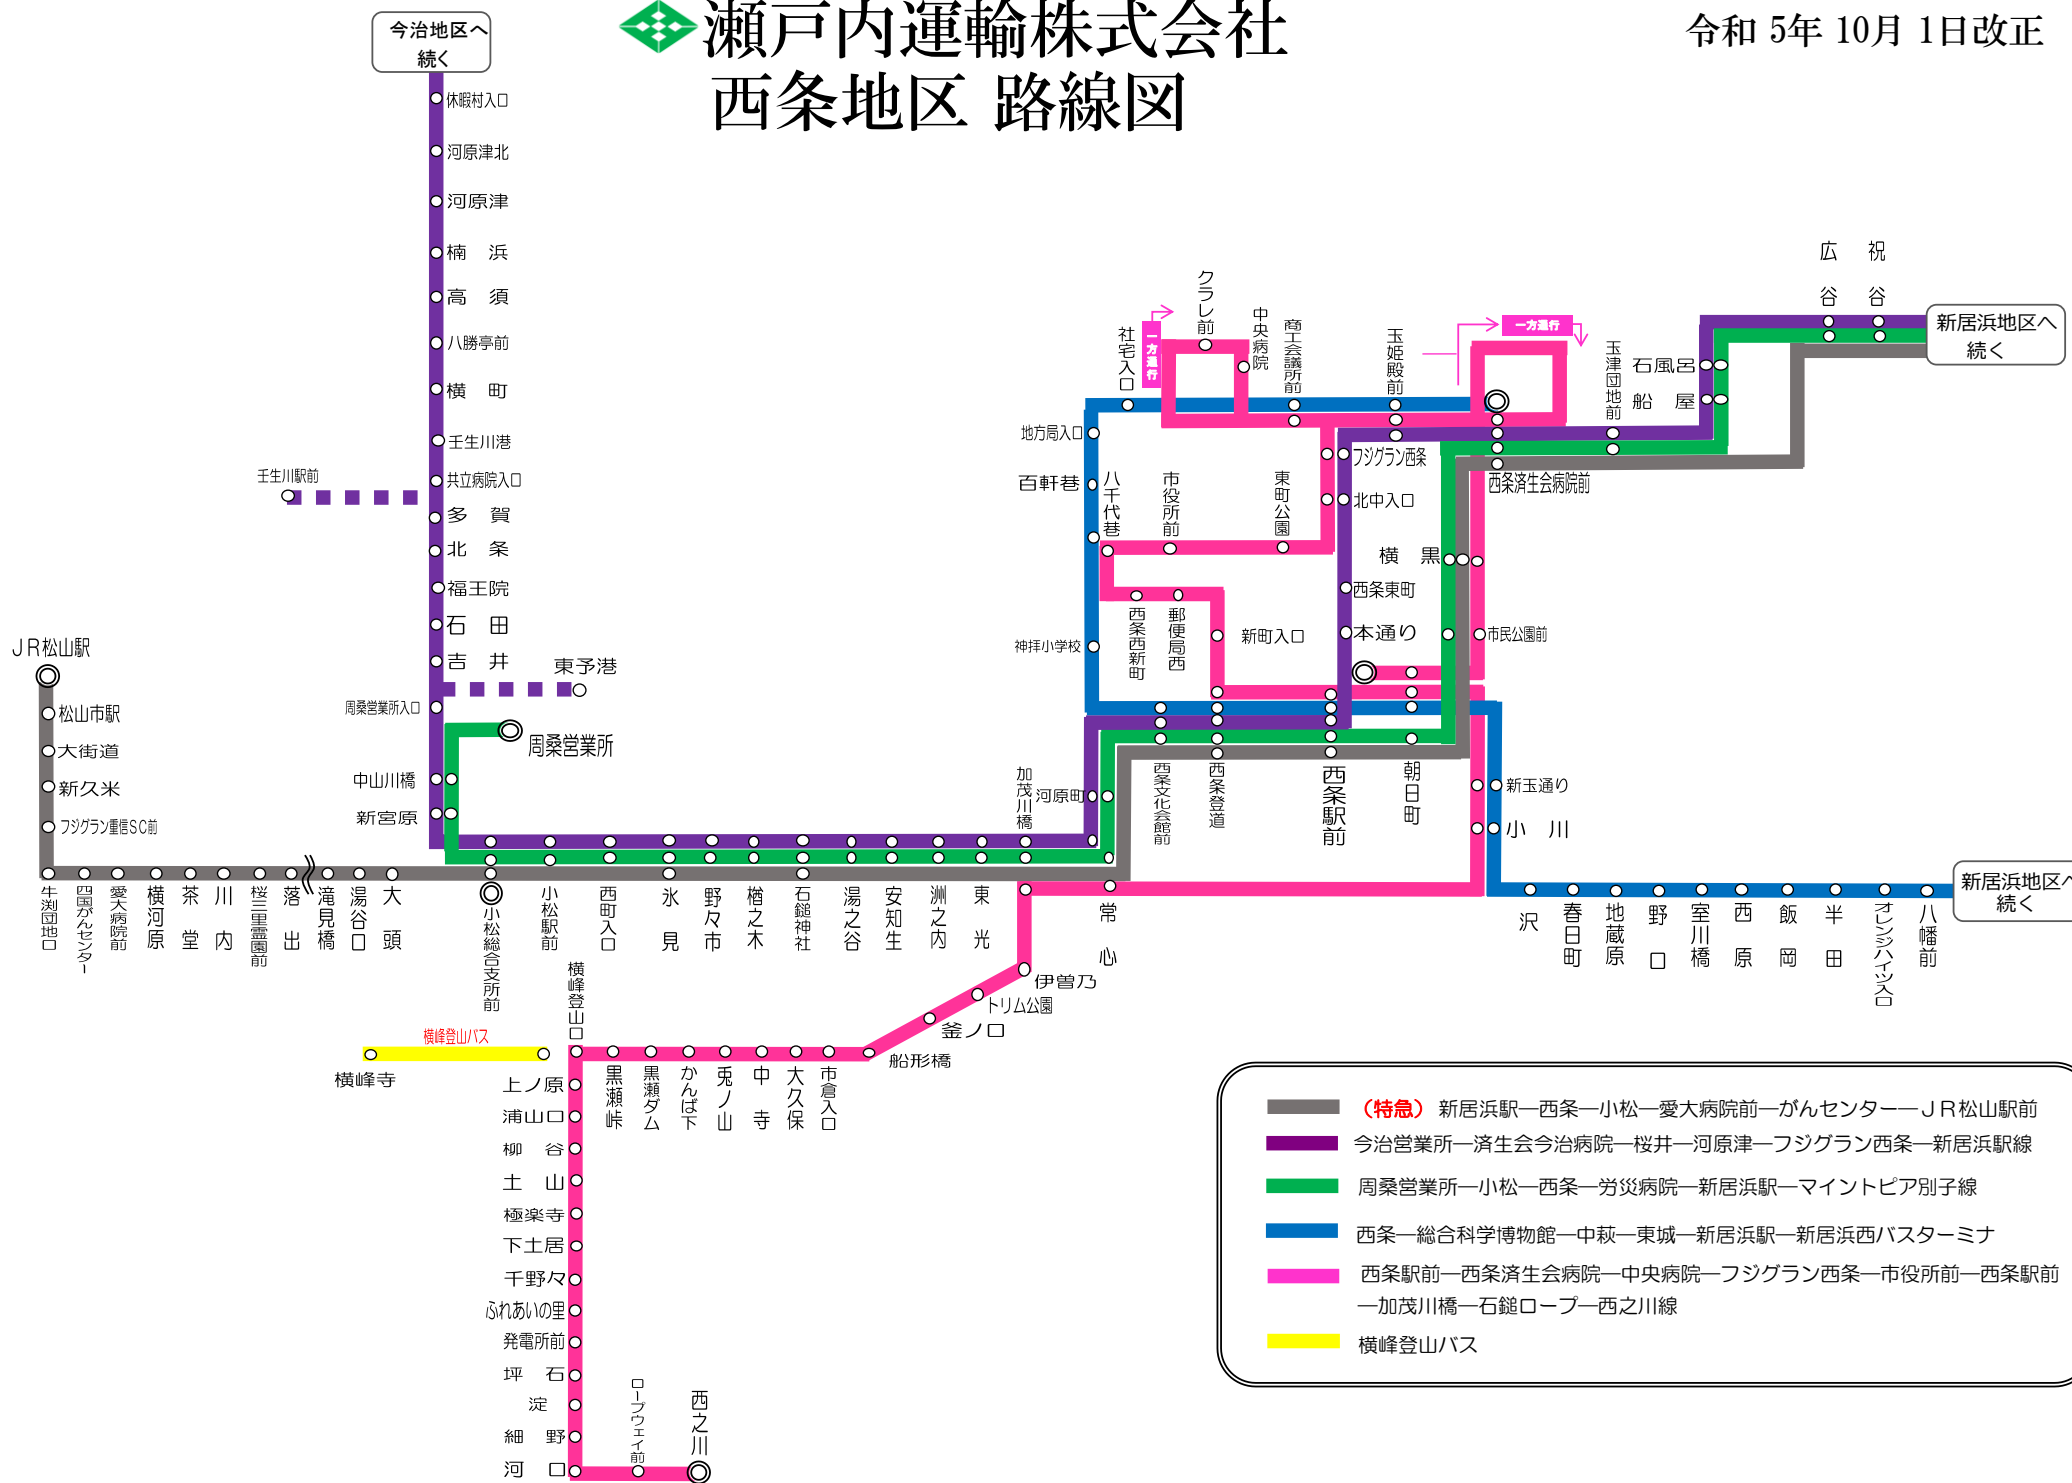 今治地区へ
続く
瀬戸内運輸株式会社
西条地区 路線図
令和 5年 10月 1日改正
休暇村入口
河原津北
河原津
楠 浜
高 須
八勝亭前
横 町
壬生川港
壬生川駅前
共立病院入口
多 賀
北 条
福王院
石 田
吉 井
東予港
周桑営業所入口
周桑営業所
中山川橋
新宮原
JR松山駅
松山市駅
大街道
新久米
フジグラン重信SC前
牛渕団地口
四国がんセンター
愛大病院前
横河原
茶 堂
川 内
桜三里霊園前
落 出
滝見橋
湯谷口
大 頭
小松総合支所前
小松駅前
西町入口
氷 見
野々市
楢之木
石鎚神社
湯之谷
安知生
洲之内
東 光
加茂川橋
河原町
常 心
伊曽乃
トリム公園
釜ノ口
船形橋
市倉入口
大久保
中 寺
兎ノ山
かんば下
黒瀬ダム
黒瀬峠
横峰登山口
横峰登山バス
横峰寺
上ノ原
浦山口
柳 谷
土 山
極楽寺
下土居
千野々
ふれあいの里
発電所前
坪 石
淀
細 野
河 口
ロープウェイ前
西之川
社宅入口
一方運行
クラレ前
中央病院
商工会議所前
玉姫殿前
一方運行
玉津団地前
石風呂
船 屋
広 谷
祝 谷
新居浜地区へ
続く
地方局入口
百軒巷
八千代巷
市役所前
東町公園
フジグラン西条
北中入口
西条済生会病院前
横 黒
西条東町
本通り
市民公園前
神拝小学校
西条西新町
郵便局西
新町入口
西条文化会館前
西条登道
西条駅前
朝日町
新玉通り
小 川
沢
春日町
地蔵原
野 口
室川橋
西 原
飯 岡
半 田
オレンジハイツ入口
八幡前
新居浜地区へ
続く
（特急） 新居浜駅―西条―小松―愛大病院前―がんセンター―JR松山駅前
今治営業所―済生会今治病院―桜井―河原津―フジグラン西条―新居浜駅線
周桑営業所―小松―西条―労災病院―新居浜駅―マイントピア別子線
西条―総合科学博物館―中萩―東城―新居浜駅―新居浜西バスターミナ
西条駅前―西条済生会病院―中央病院―フジグラン西条―市役所前―西条駅前
―加茂川橋―石鎚ロープ―西之川線
横峰登山バス